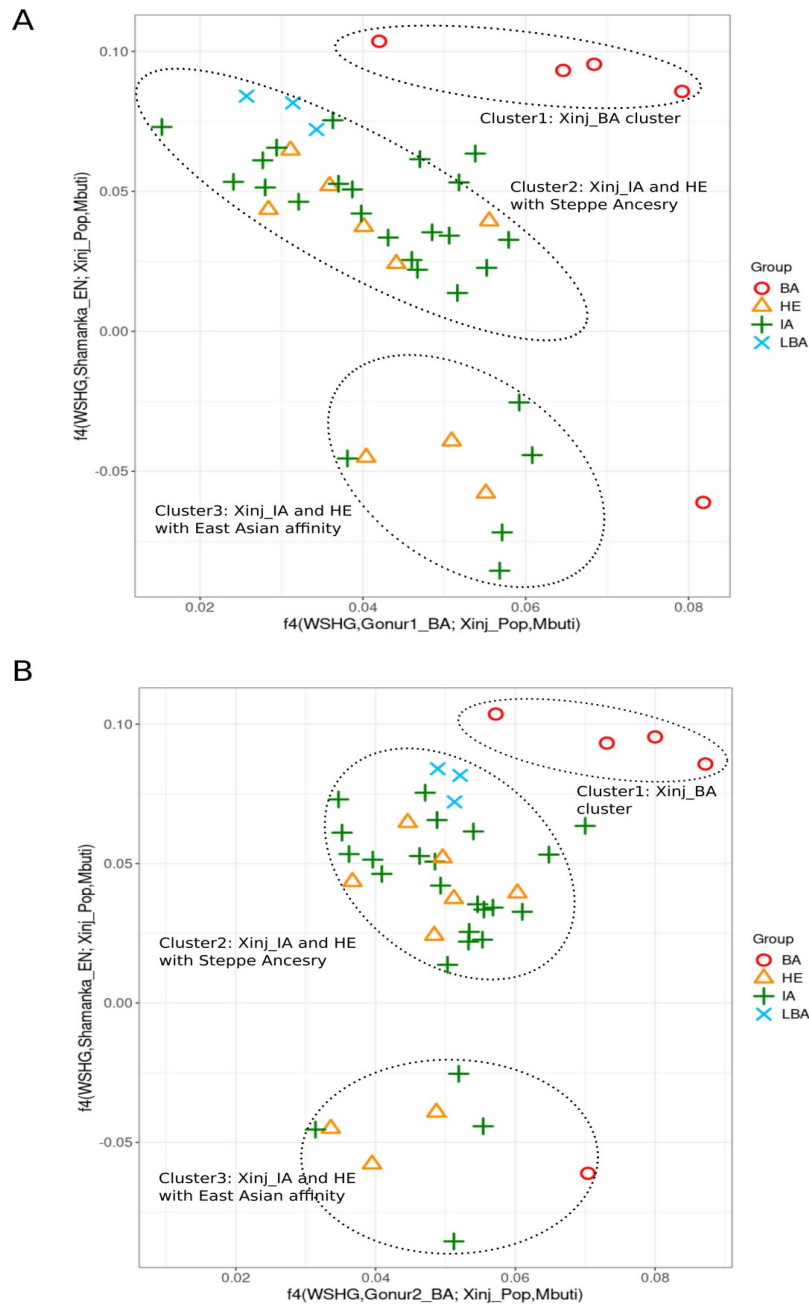 A
f4(WSHG,Shamanka_EN; Xinj_Pop,Mbuti)
0.10
0.05
0.00
-0.05
Cluster1: Xinj_BA cluster
Cluster2: Xinj_IA and HE
with Steppe Ancesry
Cluster3: Xinj_IA and HE
with East Asian affinity
Group
BA
HE
IA
LBA
0.02
0.04
0.06
0.08
f4(WSHG,Gonur1_BA; Xinj_Pop,Mbuti)
B
f4(WSHG,Shamanka_EN; Xinj_Pop,Mbuti)
0.10
0.05
0.00
-0.05
Cluster1: Xinj_BA
cluster
Cluster2: Xinj_IA and HE
with Steppe Ancesry
Cluster3: Xinj_IA and HE
with East Asian affinity
Group
BA
HE
IA
LBA
0.02
0.04
0.06
0.08
f4(WSHG,Gonur2_BA; Xinj_Pop,Mbuti)